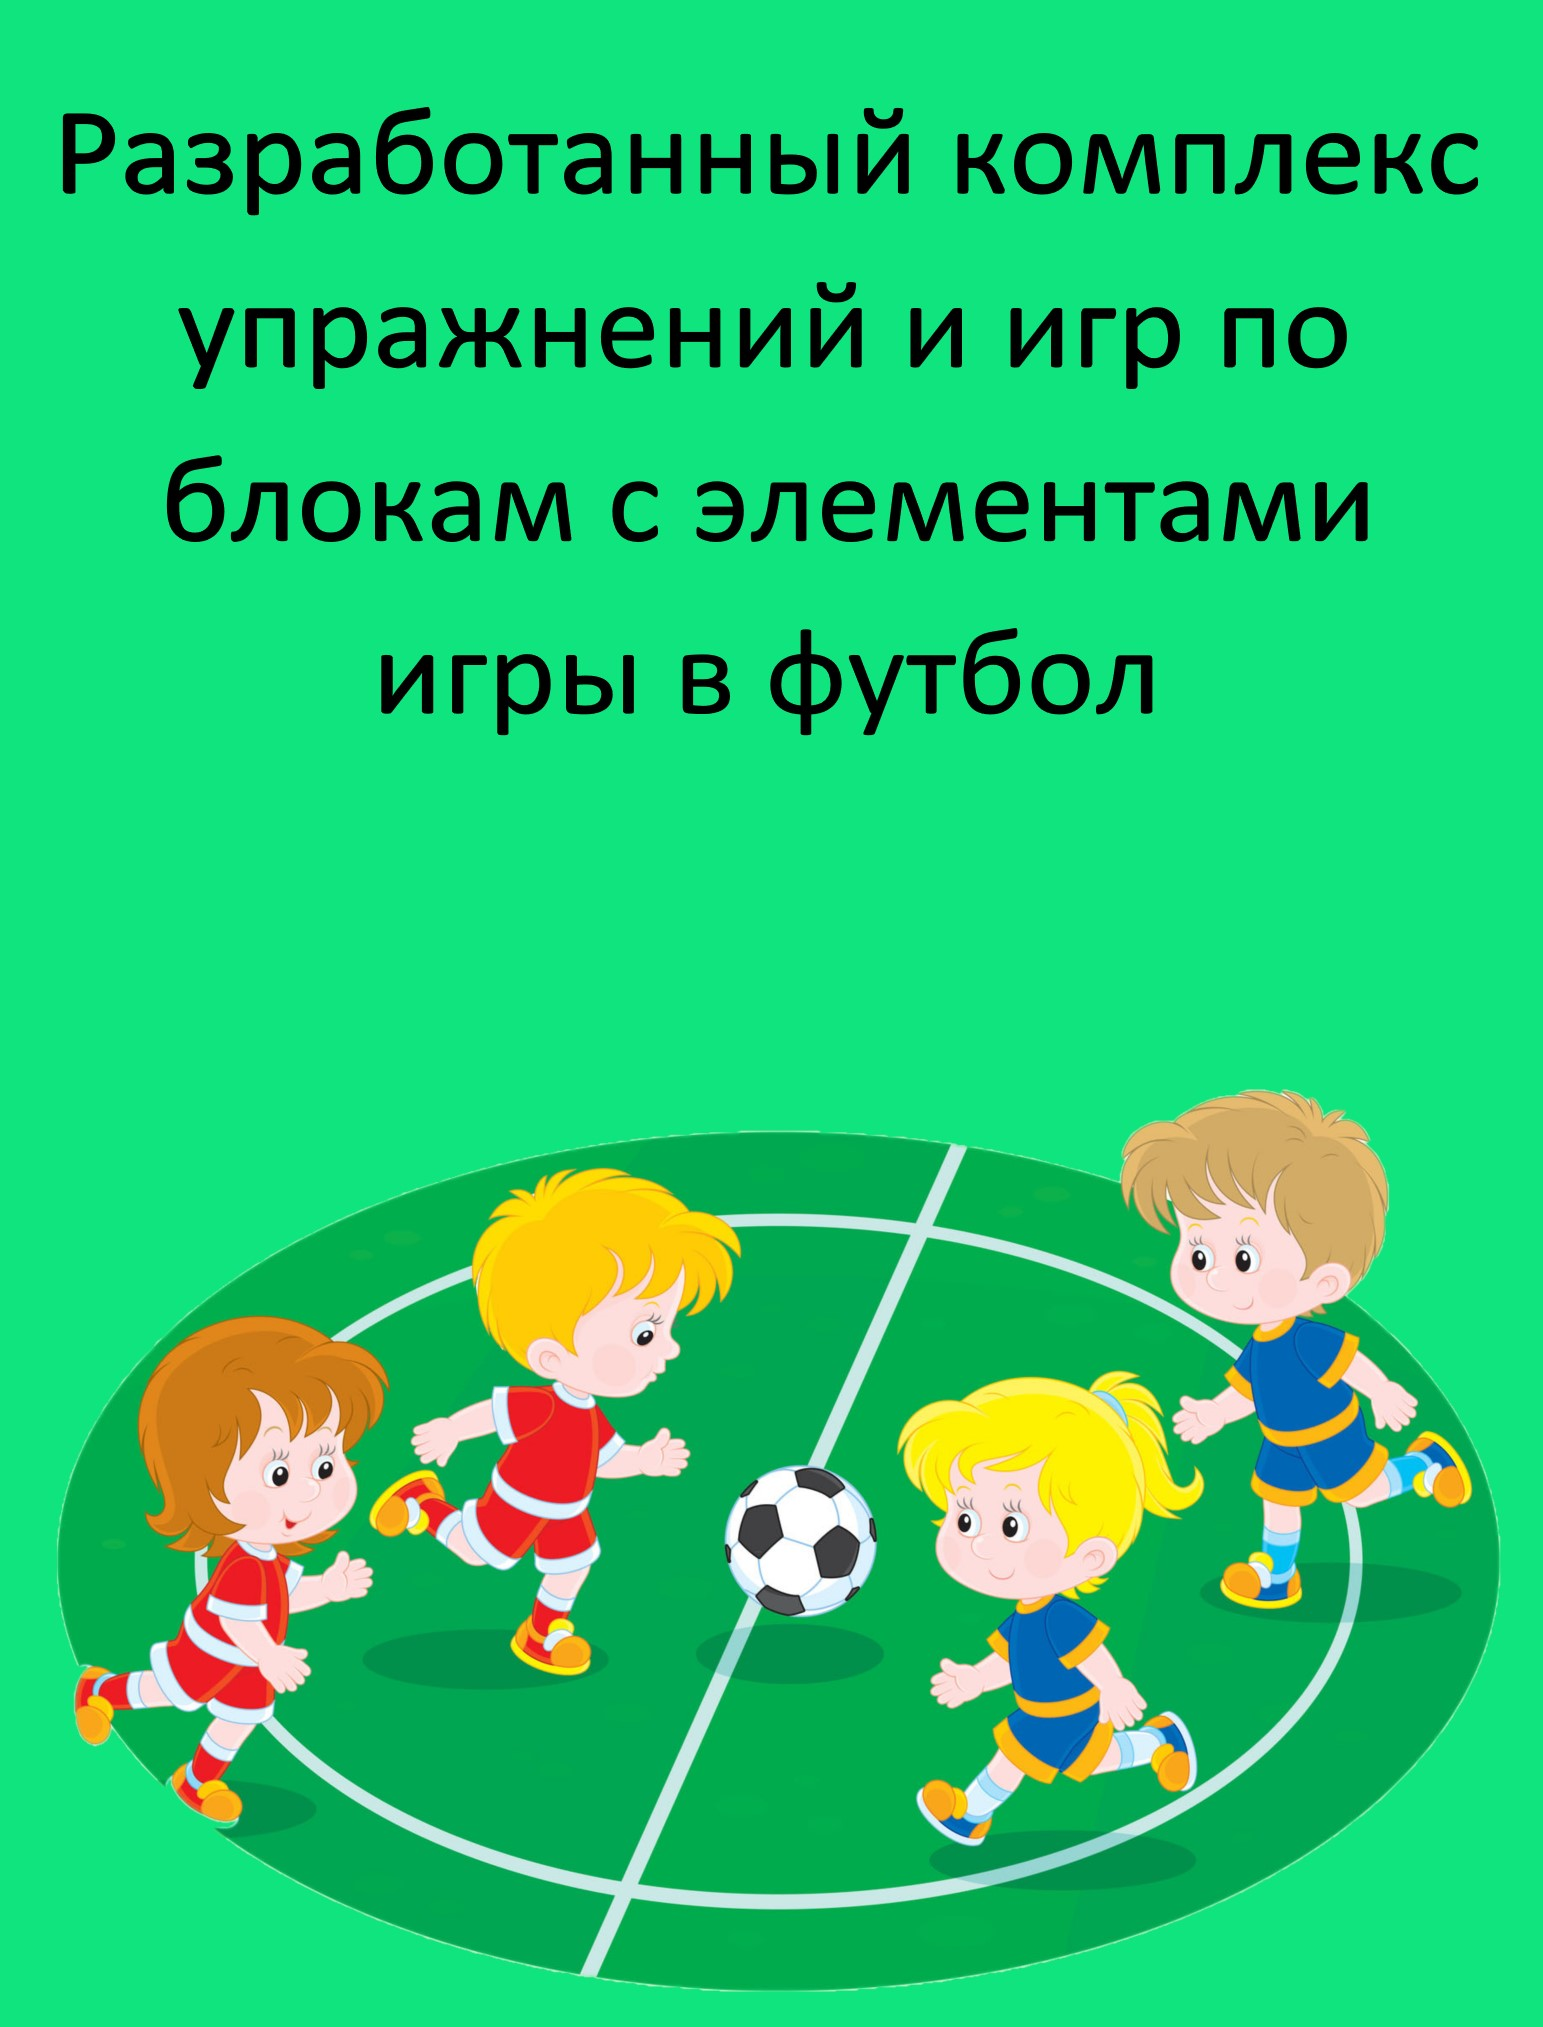 Разработанный комплекс
упражнений и игр по
блокам с элементами
игры в футбол